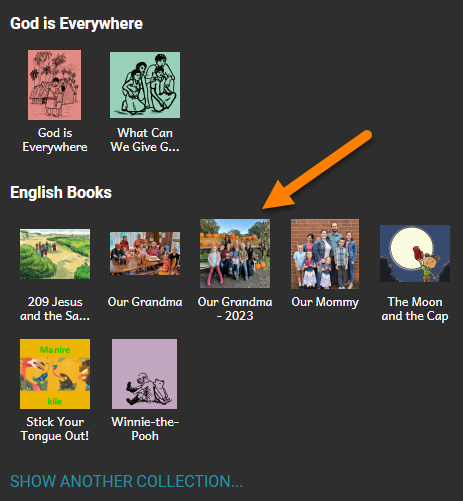 God is Everywhere
God is
Everywhere
What Can
We Give G...
English Books
209 Jesus
and the Sa...
Our Grandma
Our Grandma
- 2023
Our Mommy
The Moon
and the Cap
Manire
kile
Stick Your
Tongue Out!
Winnie-the-
Pooh
SHOW ANOTHER COLLECTION...